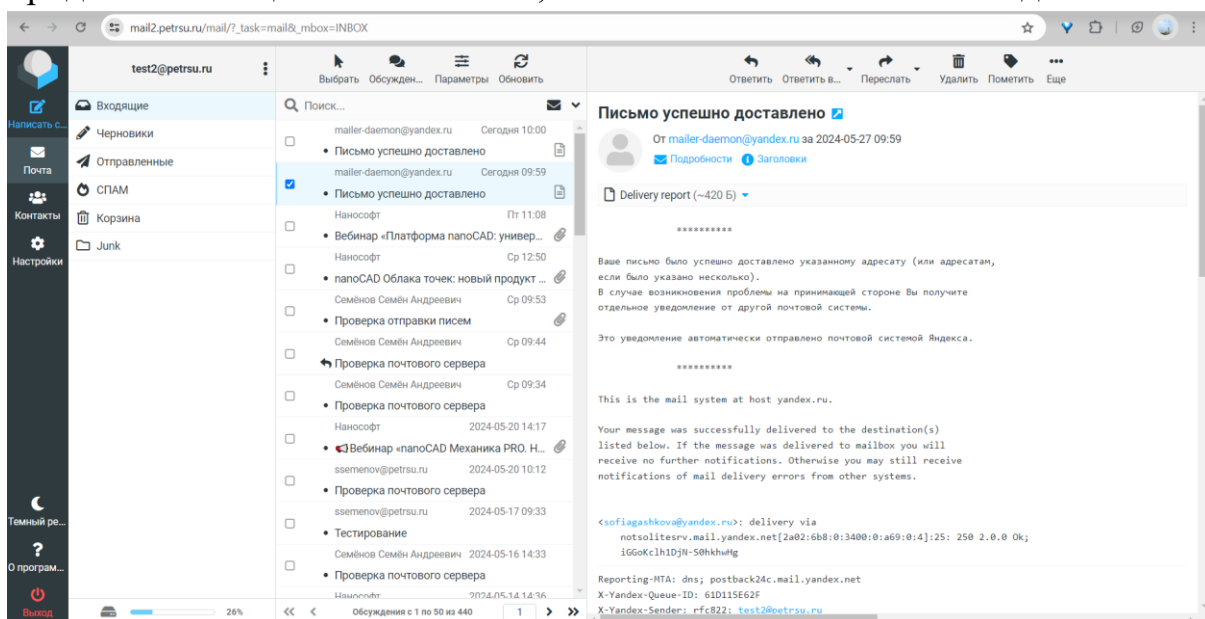 mail2.petrsu.ru/mail/?_task=mail&_mbox=INBOX
test2@petrsu.ru
Выбрать Обсужден... Параметры Обновить
Ответить Ответить в... Переслать Удалить Пометить Еще
Написать с...
Почта
Контакты
Настройки
Темный ре...
О програм...
Выход
Входящие
Черновики
Отправленные
СПАМ
Корзина
Junk
26%
Поиск...
mailer-daemon@yandex.ru Сегодня 10:00
• Письмо успешно доставлено
mailer-daemon@yandex.ru Сегодня 09:59
• Письмо успешно доставлено
Нанософт Пт 11:08
• Вебинар «Платформа nanoCAD: универ...
Нанософт Ср 12:50
• nanoCAD Облака точек: новый продукт ...
Семёнов Семён Андреевич Ср 09:53
• Проверка отправки писем
Семёнов Семён Андреевич Ср 09:44
Проверка почтового сервера
Семёнов Семён Андреевич Ср 09:34
• Проверка почтового сервера
Нанософт 2024-05-20 14:17
• Вебинар «nanoCAD Механика PRO. Н...
ssemenov@petrsu.ru 2024-05-20 10:12
• Проверка почтового сервера
ssemenov@petrsu.ru 2024-05-17 09:33
• Тестирование
Семёнов Семён Андреевич 2024-05-16 14:33
• Проверка почтового сервера
Нанософт 2024-05-14 14:36
Обсуждения с 1 по 50 из 440 1
Письмо успешно доставлено
От mailer-daemon@yandex.ru за 2024-05-27 09:59
Подробности Заголовки
Delivery report (~420 Б)
**********
Ваше письмо было успешно доставлено указанному адресату (или адресатам,
если было указано несколько).
В случае возникновения проблемы на принимающей стороне Вы получите
отдельное уведомление от другой почтовой системы.
Это уведомление автоматически отправлено почтовой системой Яндекса.
**********
This is the mail system at host yandex.ru.
Your message was successfully delivered to the destination(s)
listed below. If the message was delivered to mailbox you will
receive no further notifications. Otherwise you may still receive
notifications of mail delivery errors from other systems.
<sofiagashkova@yandex.ru>: delivery via
notsolitesrv.mail.yandex.net[2a02:6b8:0:3400:0:a69:0:4]:25: 250 2.0.0 Ok;
iGGoKclh1DjN-S0hkhwHg
Reporting-MTA: dns; postback24c.mail.yandex.net
X-Yandex-Queue-ID: 61D115E62F
X-Yandex-Sender: rfc822; test2@petrsu.ru